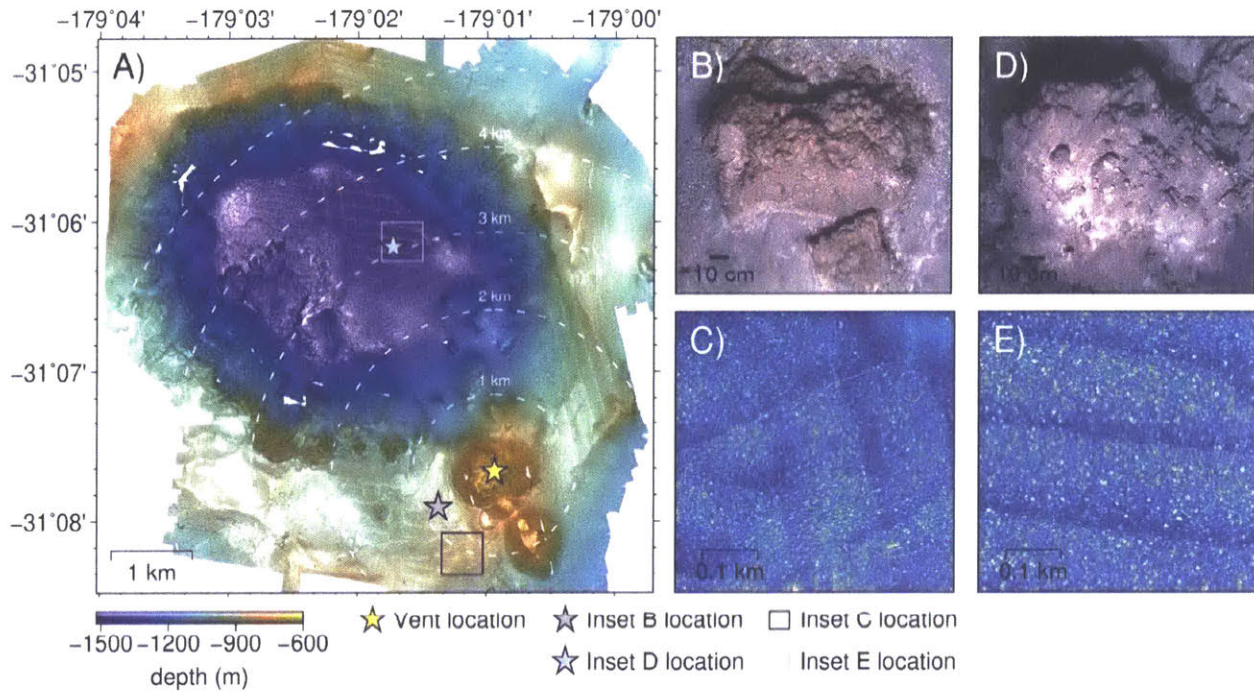 −179°04' −179°03' −179°02' −179°01' −179°00'
A)
−31°05'
−31°06'
−31°07'
−31°08'
4 km
3 km
2 km
1 km
1 km
B)
10 cm
D)
10 cm
C)
0.1 km
E)
0.1 km
−1500 −1200 −900 −600
depth (m)
Vent location
Inset B location
Inset C location
Inset D location
Inset E location